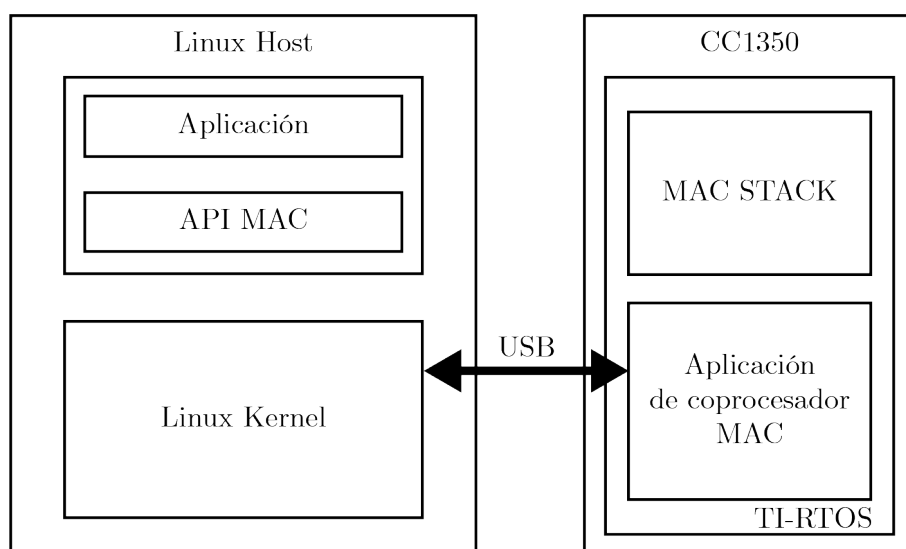 Linux Host
Aplicación
API MAC
Linux Kernel
USB
CC1350
MAC STACK
Aplicación
de coprocesador
MAC
TI-RTOS